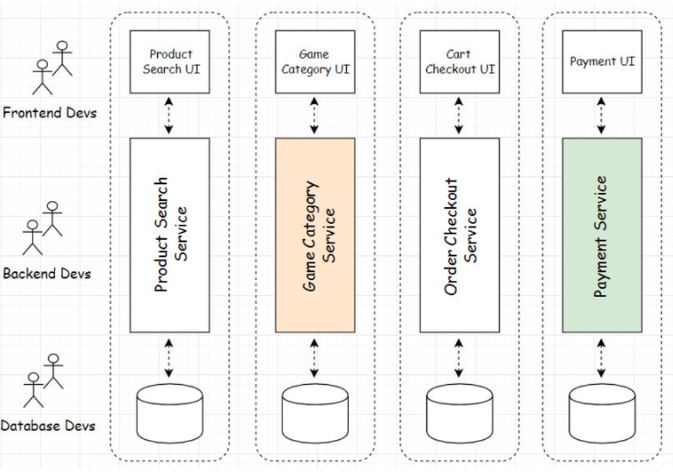 Product
Search UI
Game
Category UI
Cart
Checkout UI
Payment UI
Frontend Devs
Product Search
Service
Game Category
Service
Order Checkout
Service
Payment Service
Backend Devs
Database Devs